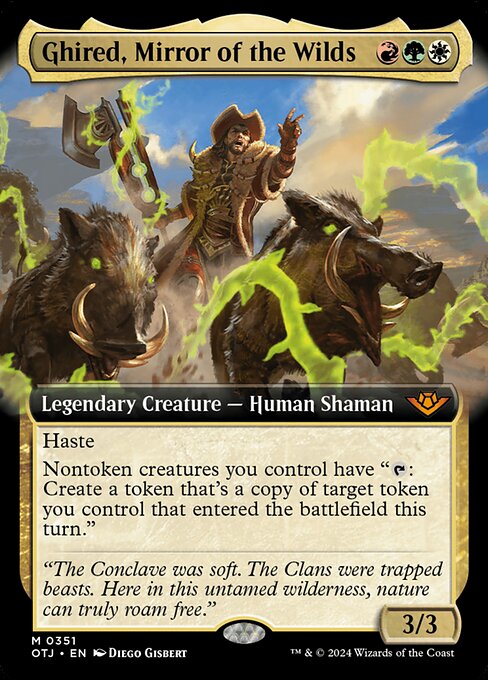 Ghired, Mirror of the Wilds
Legendary Creature — Human Shaman
Haste
Nontoken creatures you control have “: 
Create a token that’s a copy of target token
you control that entered the battlefield this
turn.”
“The Conclave was soft. The Clans were trapped
beasts. Here in this untamed wilderness, nature
can truly roam free.”
3/3
M 0351
OTJ • EN Diego Gisbert
™ & © 2024 Wizards of the Coast